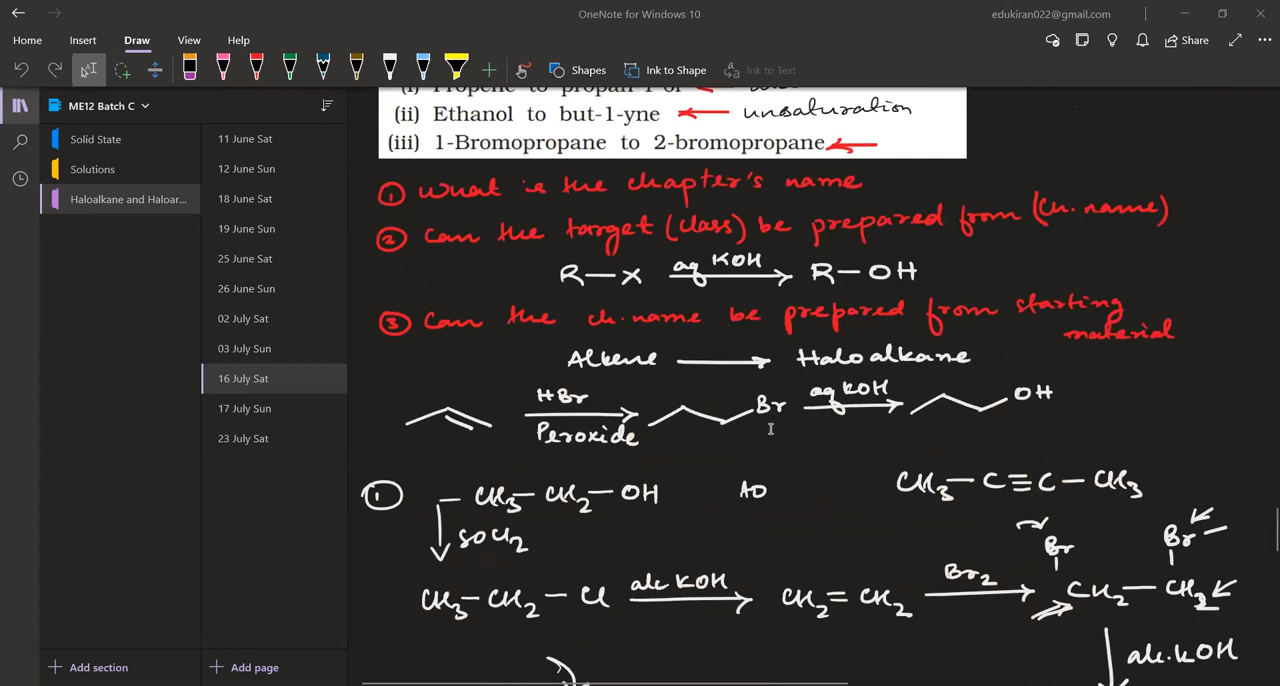 OneNote for Windows 10
edukiran022@gmail.com
Home Insert Draw View Help
Share
Shapes Ink to Shape Ink to Text
ME12 Batch C
Solid State
Solutions
Haloalkane and Haloar...
11 June Sat
12 June Sun
18 June Sat
19 June Sun
25 June Sat
26 June Sun
02 July Sat
03 July Sun
16 July Sat
17 July Sun
23 July Sat
Add section
Add page
(i) Propene to propan-1-ol
(ii) Ethanol to but-1-yne unsaturation
(iii) 1-Bromopropane to 2-bromopropane
① What is the chapter's name
② Can the target (class) be prepared from (Ch. name)
R—X aq KOH R—OH
③ Can the ch. name be prepared from starting
material
Alkene Haloalkane
HBr Peroxide Br aq KOH OH
① CH3—CH2—OH CH3—C≡C—CH3
SOCl2
Br Br
CH3—CH2—Cl alc KOH CH2=CH2 Br2 CH2—CH2
alc. KOH